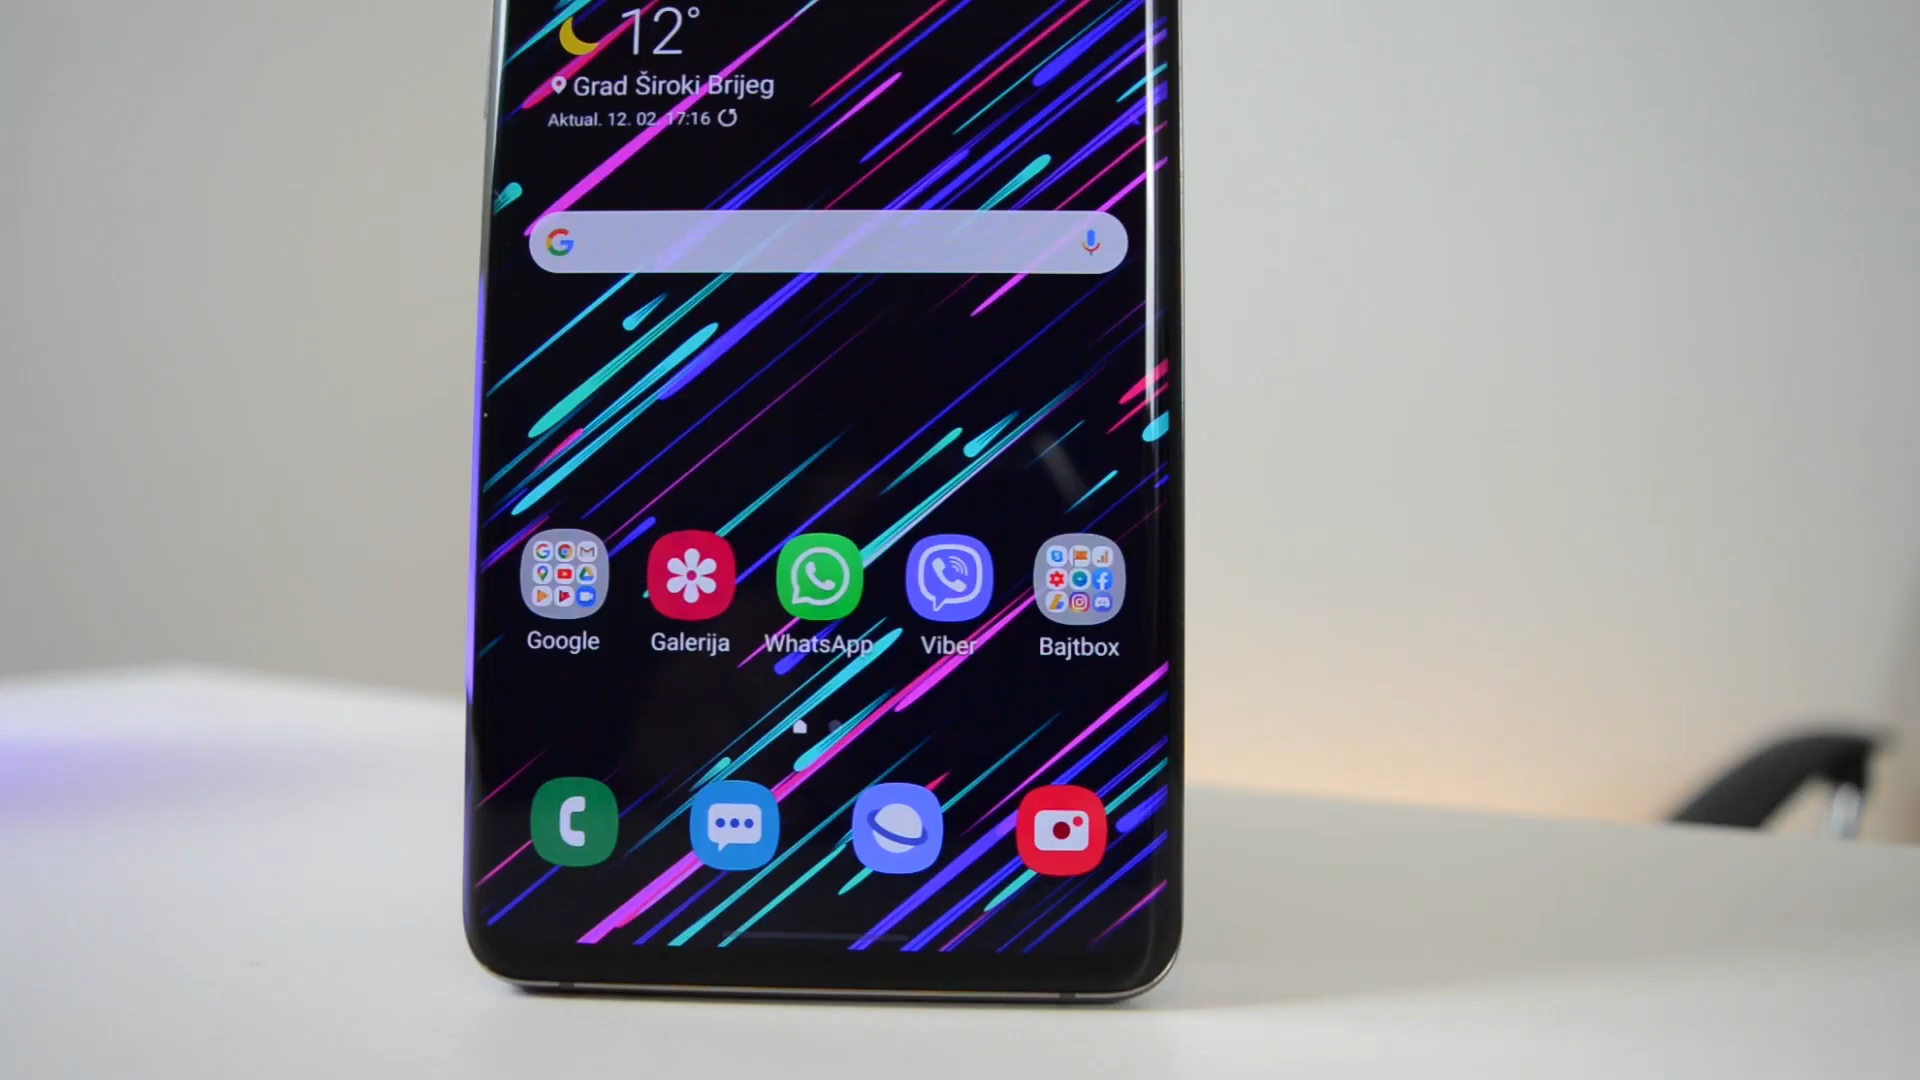 12°
Grad Široki Brijeg
Aktual. 12. 02. 17:16
Google
Galerija
WhatsApp
Viber
Bajtbox